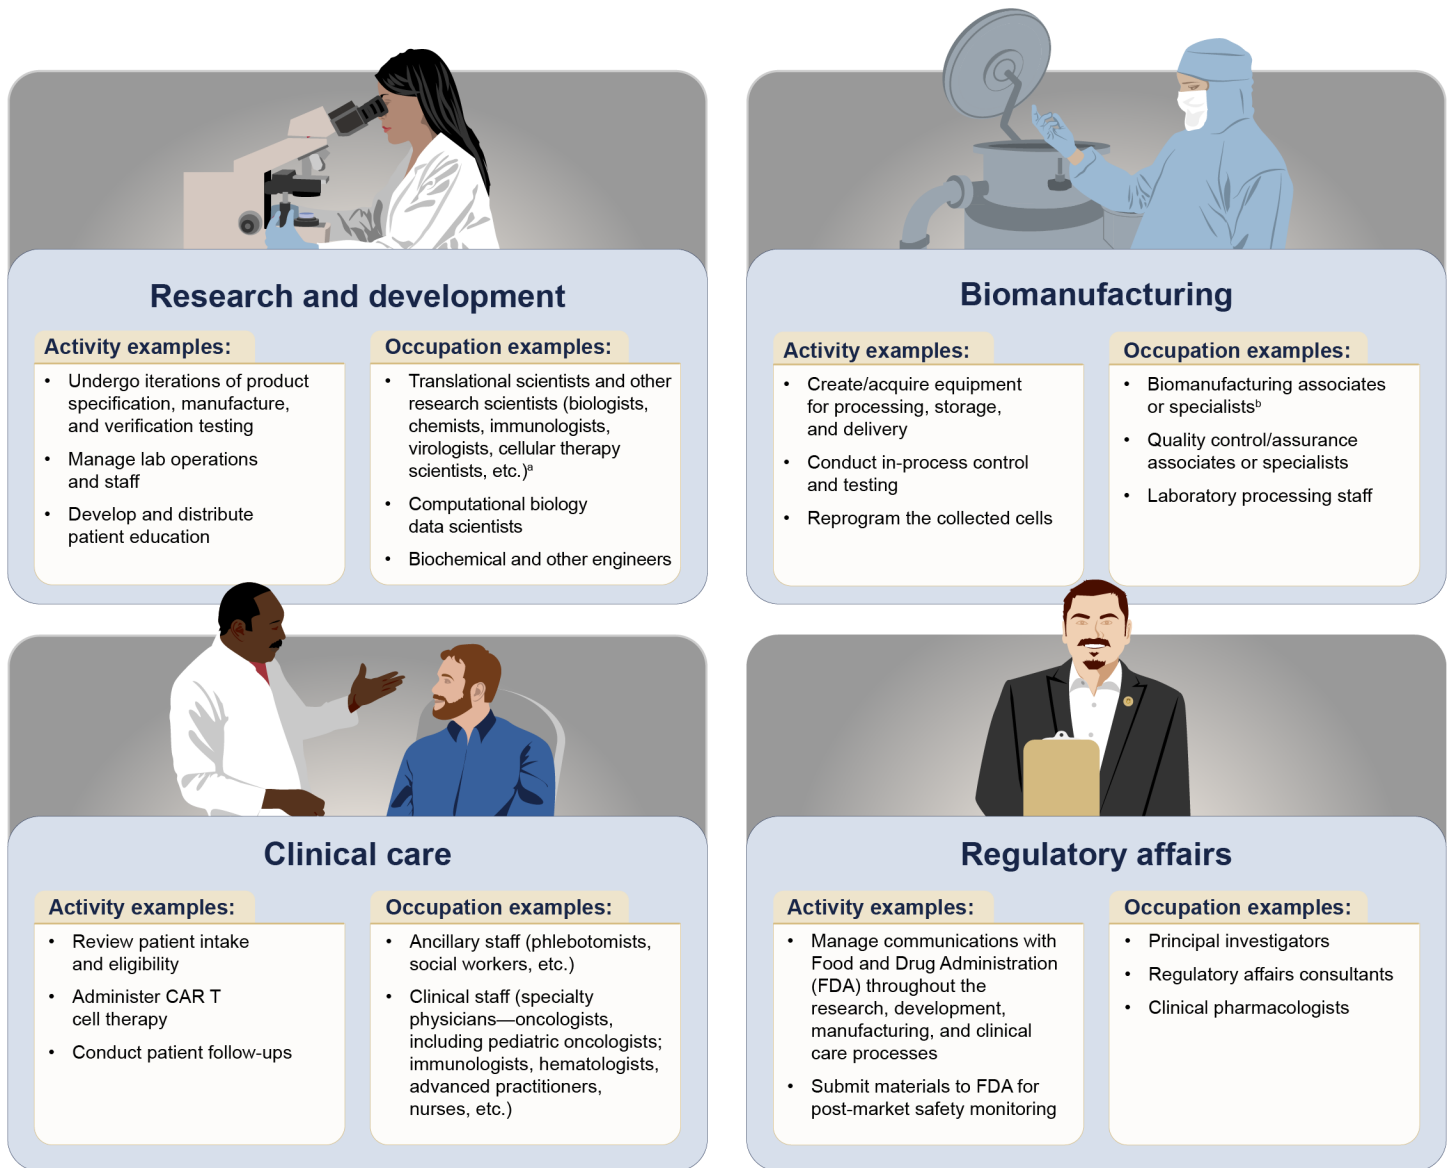 Research and development
Activity examples:
• Undergo iterations of product
specification, manufacture,
and verification testing
• Manage lab operations
and staff
• Develop and distribute
patient education
Occupation examples:
• Translational scientists and other
research scientists (biologists,
chemists, immunologists,
virologists, cellular therapy
scientists, etc.)ᵃ
• Computational biology
data scientists
• Biochemical and other engineers
Biomanufacturing
Activity examples:
• Create/acquire equipment
for processing, storage,
and delivery
• Conduct in-process control
and testing
• Reprogram the collected cells
Occupation examples:
• Biomanufacturing associates
or specialistsᵇ
• Quality control/assurance
associates or specialists
• Laboratory processing staff
Clinical care
Activity examples:
• Review patient intake
and eligibility
• Administer CAR T
cell therapy
• Conduct patient follow-ups
Occupation examples:
• Ancillary staff (phlebotomists,
social workers, etc.)
• Clinical staff (specialty
physicians—oncologists,
including pediatric oncologists;
immunologists, hematologists,
advanced practitioners,
nurses, etc.)
Regulatory affairs
Activity examples:
• Manage communications with
Food and Drug Administration
(FDA) throughout the
research, development,
manufacturing, and clinical
care processes
• Submit materials to FDA for
post-market safety monitoring
Occupation examples:
• Principal investigators
• Regulatory affairs consultants
• Clinical pharmacologists